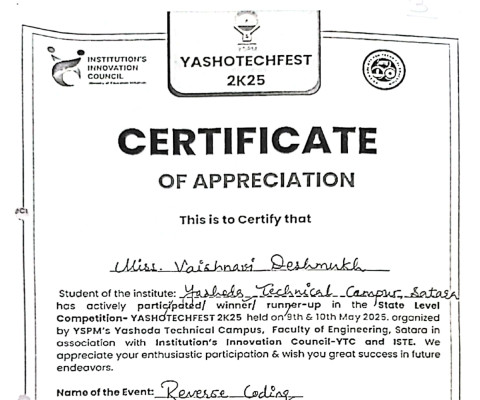 INSTITUTION'S
INNOVATION
COUNCIL
YASHOTECHFEST
2K25
CERTIFICATE
OF APPRECIATION
This is to Certify that
Miss. Vaishnavi Deshmukh
Student of the institute: Yashoda Technical Campus, Satara
has actively participated/ winner/ runner-up in the State Level
Competition- YASHOTECHFEST 2K25 held on 9th & 10th May 2025. organized
by YSPM's Yashoda Technical Campus, Faculty of Engineering, Satara in
association with Institution's Innovation Council-YTC and ISTE. We
appreciate your enthusiastic participation & wish you great success in future
endeavors.
Name of the Event: Reverse Coding